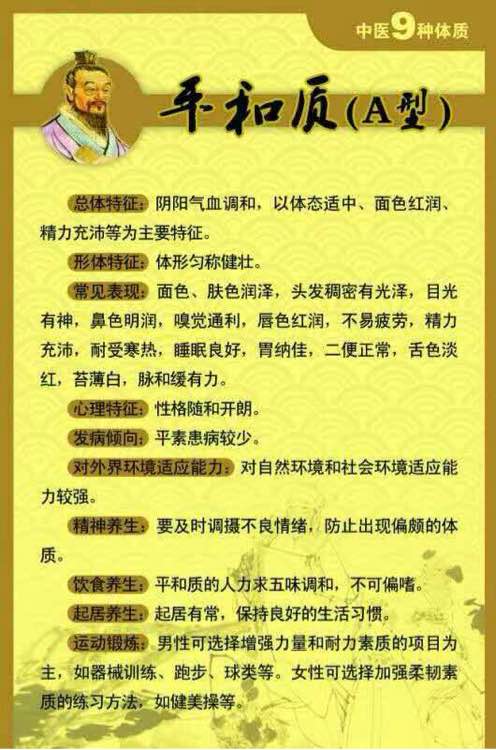 中医9种体质
平和质(A型)
总体特征：阴阳气血调和，以体态适中、面色红润、
精力充沛等为主要特征。
形体特征：体形匀称健壮。
常见表现：面色、肤色润泽，头发稠密有光泽，目光
有神，鼻色明润，嗅觉通利，唇色红润，不易疲劳，精力
充沛，耐受寒热，睡眠良好，胃纳佳，二便正常，舌色淡
红，苔薄白，脉和缓有力。
心理特征：性格随和开朗。
发病倾向：平素患病较少。
对外界环境适应能力：对自然环境和社会环境适应能
力较强。
精神养生：要及时调摄不良情绪，防止出现偏颇的体
质。
饮食养生：平和质的人力求五味调和，不可偏嗜。
起居养生：起居有常，保持良好的生活习惯。
运动锻炼：男性可选择增强力量和耐力素质的项目为
主，如器械训练、跑步、球类等。女性可选择加强柔韧素
质的练习方法，如健美操等。